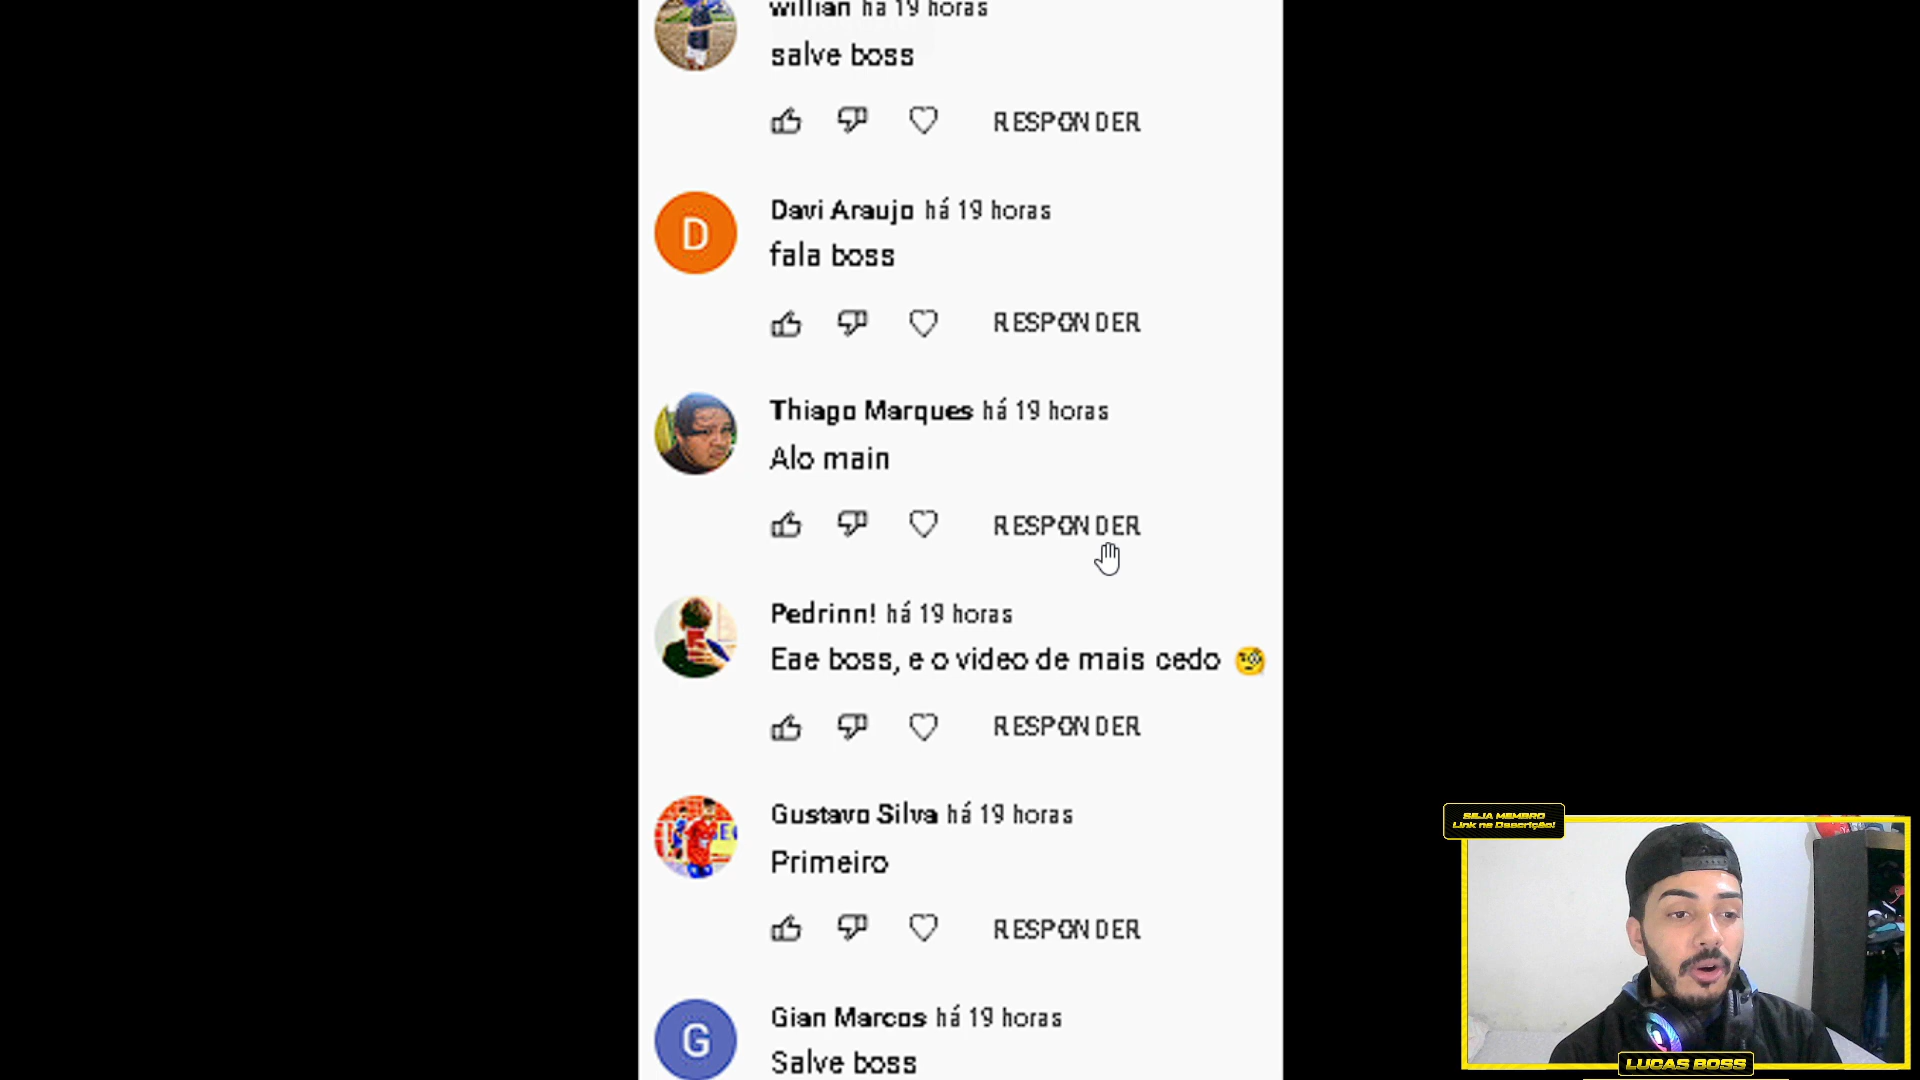 willian há 19 horas
salve boss
RESPONDER
D
Davi Araujo há 19 horas
fala boss
RESPONDER
Thiago Marques há 19 horas
Alo main
RESPONDER
Pedrinn! há 19 horas
Eae boss, e o video de mais cedo 🧐
RESPONDER
Gustavo Silva há 19 horas
Primeiro
RESPONDER
G
Gian Marcos há 19 horas
Salve boss
SEJA MEMBRO
Link na Descrição!
LUCAS BOSS